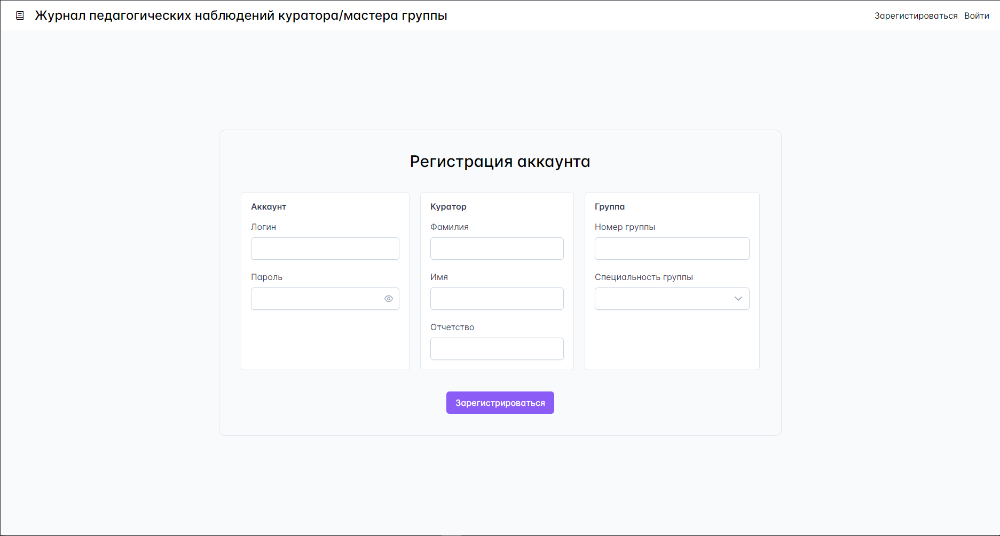 Журнал педагогических наблюдений куратора/мастера группы
Зарегистироваться Войти
Регистрация аккаунта
Аккаунт
Логин
Пароль
Куратор
Фамилия
Имя
Отчетство
Группа
Номер группы
Специальность группы
Зарегистрироваться